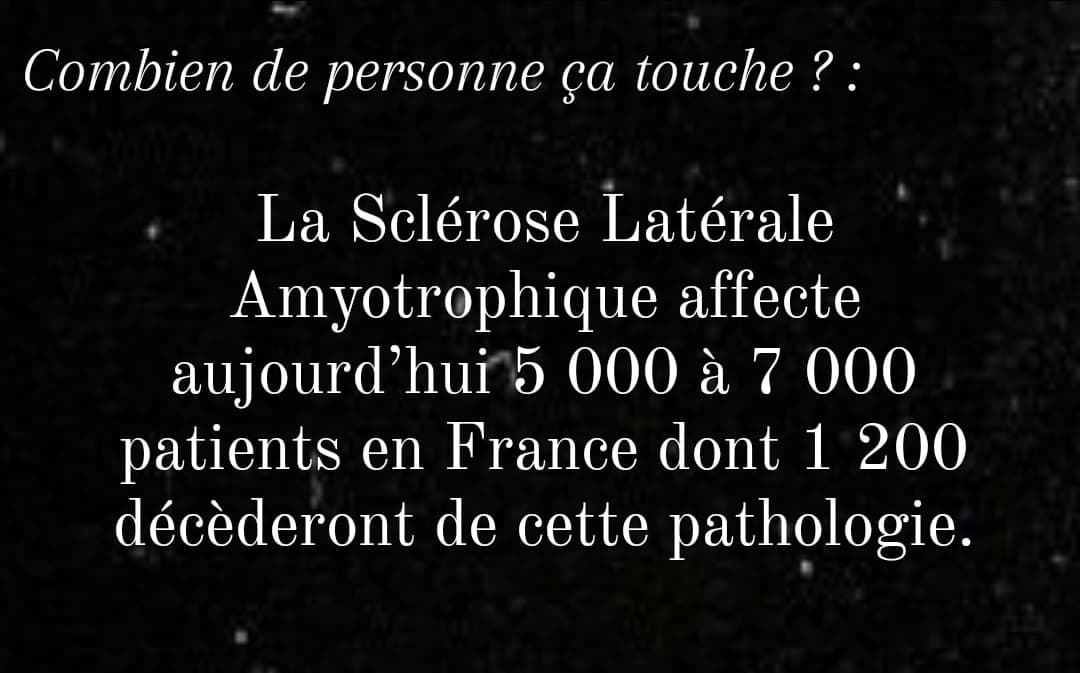 Combien de personne ça touche ? :
La Sclérose Latérale
Amyotrophique affecte
aujourd’hui 5 000 à 7 000
patients en France dont 1 200
décèderont de cette pathologie.